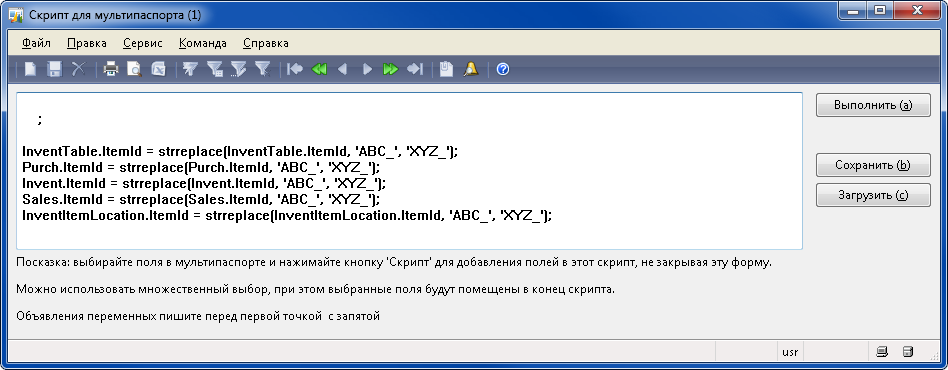 Скрипт для мультипаспорта (1)
Файл Правка Сервис Команда Справка
;
InventTable.ItemId = strreplace(InventTable.ItemId, 'ABC_', 'XYZ_');
Purch.ItemId = strreplace(Purch.ItemId, 'ABC_', 'XYZ_');
Invent.ItemId = strreplace(Invent.ItemId, 'ABC_', 'XYZ_');
Sales.ItemId = strreplace(Sales.ItemId, 'ABC_', 'XYZ_');
InventItemLocation.ItemId = strreplace(InventItemLocation.ItemId, 'ABC_', 'XYZ_');
Выполнить (a)
Сохранить (b)
Загрузить (c)
Посказка: выбирайте поля в мультипаспорте и нажимайте кнопку 'Скрипт' для добавления полей в этот скрипт, не закрывая эту форму.
Можно использовать множественный выбор, при этом выбранные поля будут помещены в конец скрипта.
Объявления переменных пишите перед первой точкой с запятой
usr